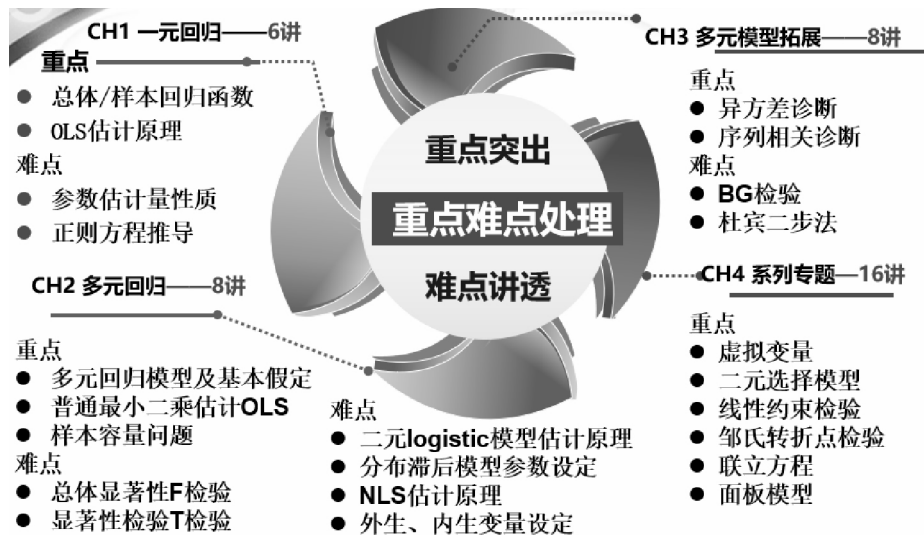 CH1 一元回归——6讲
重点
● 总体/样本回归函数
● OLS估计原理
难点
● 参数估计量性质
● 正则方程推导
CH2 多元回归——8讲
重点
● 多元回归模型及基本假定
● 普通最小二乘估计OLS
● 样本容量问题
难点
● 总体显著性F检验
● 显著性检验T检验
重点突出
重点难点处理
难点讲透
CH3 多元模型拓展——8讲
重点
● 异方差诊断
● 序列相关诊断
难点
● BG检验
● 杜宾二步法
CH4 系列专题—16讲
重点
● 虚拟变量
● 二元选择模型
● 线性约束检验
● 邹氏转折点检验
● 联立方程
● 面板模型
难点
● 二元logistic模型估计原理
● 分布滞后模型参数设定
● NLS估计原理
● 外生、内生变量设定